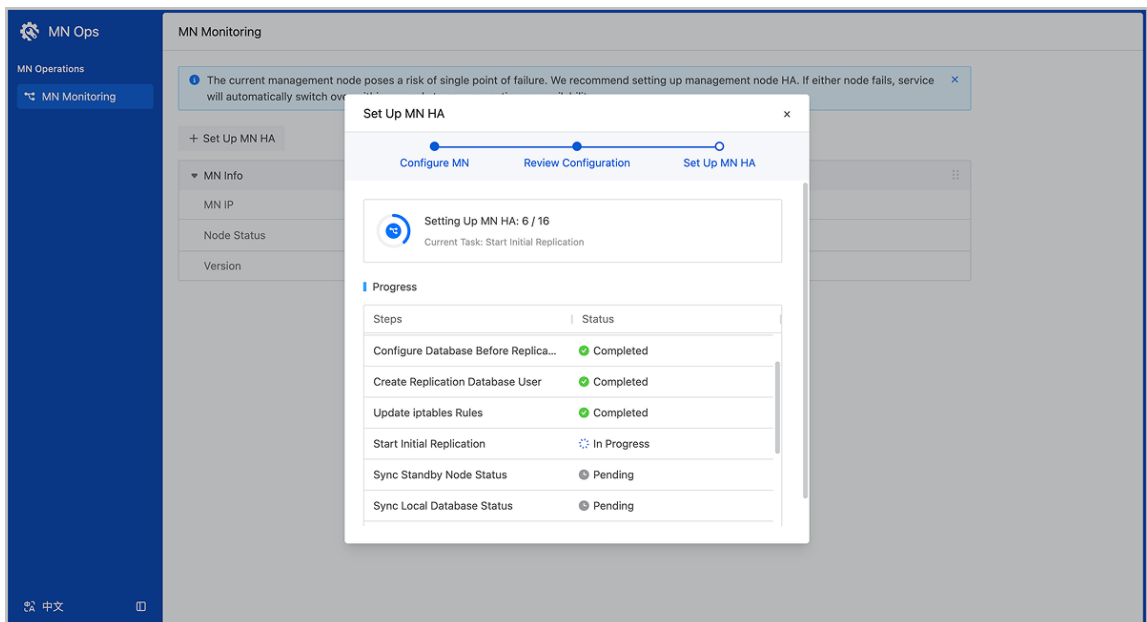 MN Ops
MN Operations
MN Monitoring
中文
MN Monitoring
The current management node poses a risk of single point of failure. We recommend setting up management node HA. If either node fails, service
will automatically switch
+ Set Up MN HA
MN Info
MN IP
Node Status
Version
Set Up MN HA
Configure MN
Review Configuration
Set Up MN HA
Setting Up MN HA: 6 / 16
Current Task: Start Initial Replication
Progress
Steps
Status
Configure Database Before Replica... Completed
Create Replication Database User Completed
Update iptables Rules Completed
Start Initial Replication In Progress
Sync Standby Node Status Pending
Sync Local Database Status Pending